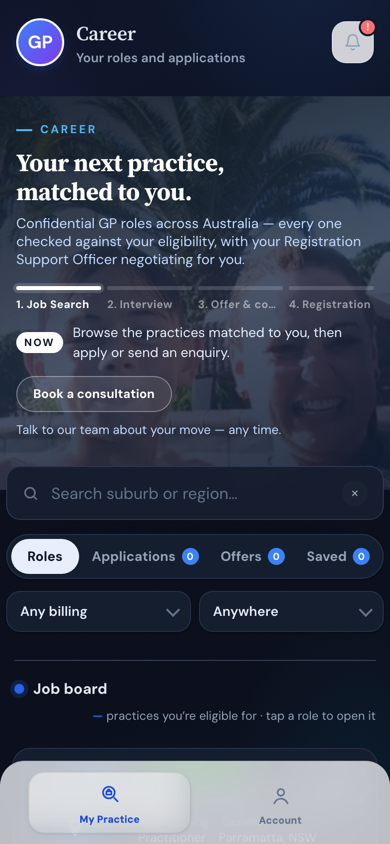 GP
Career
Your roles and applications
!
CAREER
Your next practice,
matched to you.
Confidential GP roles across Australia — every one
checked against your eligibility, with your Registration
Support Officer negotiating for you.
1. Job Search
2. Interview
3. Offer & co…
4. Registration
NOW
Browse the practices matched to you, then
apply or send an enquiry.
Book a consultation
Talk to our team about your move — any time.
Search suburb or region…
×
Roles
Applications 0
Offers 0
Saved 0
Any billing
Anywhere
Job board
— practices you're eligible for · tap a role to open it
My Practice
Account
Practitioner
Parramatta, NSW